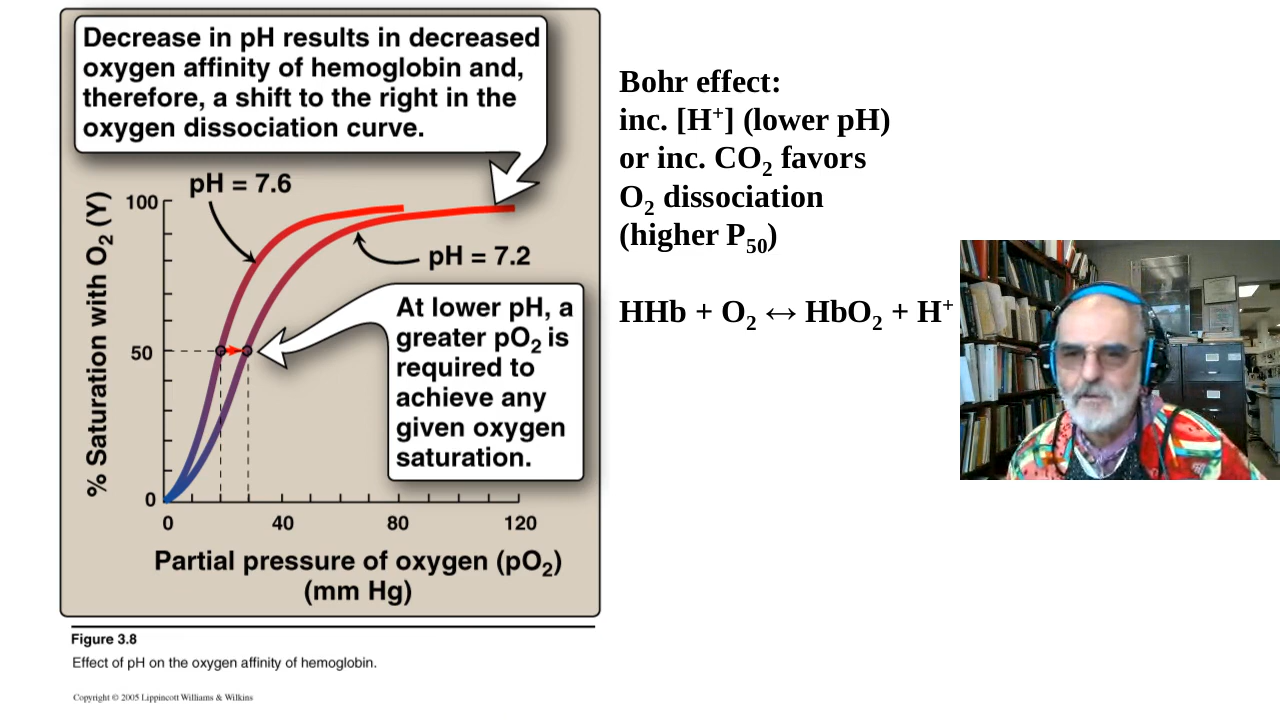 Decrease in pH results in decreased
oxygen affinity of hemoglobin and,
therefore, a shift to the right in the
oxygen dissociation curve.
pH = 7.6
100
pH = 7.2
At lower pH, a
greater pO₂ is
required to
achieve any
given oxygen
saturation.
50
0
% Saturation with O₂ (Y)
0 40 80 120
Partial pressure of oxygen (pO₂)
(mm Hg)
Figure 3.8
Effect of pH on the oxygen affinity of hemoglobin.
Copyright © 2005 Lippincott Williams & Wilkins
Bohr effect:
inc. [H⁺] (lower pH)
or inc. CO₂ favors
O₂ dissociation
(higher P₅₀)
HHb + O₂ ↔ HbO₂ + H⁺